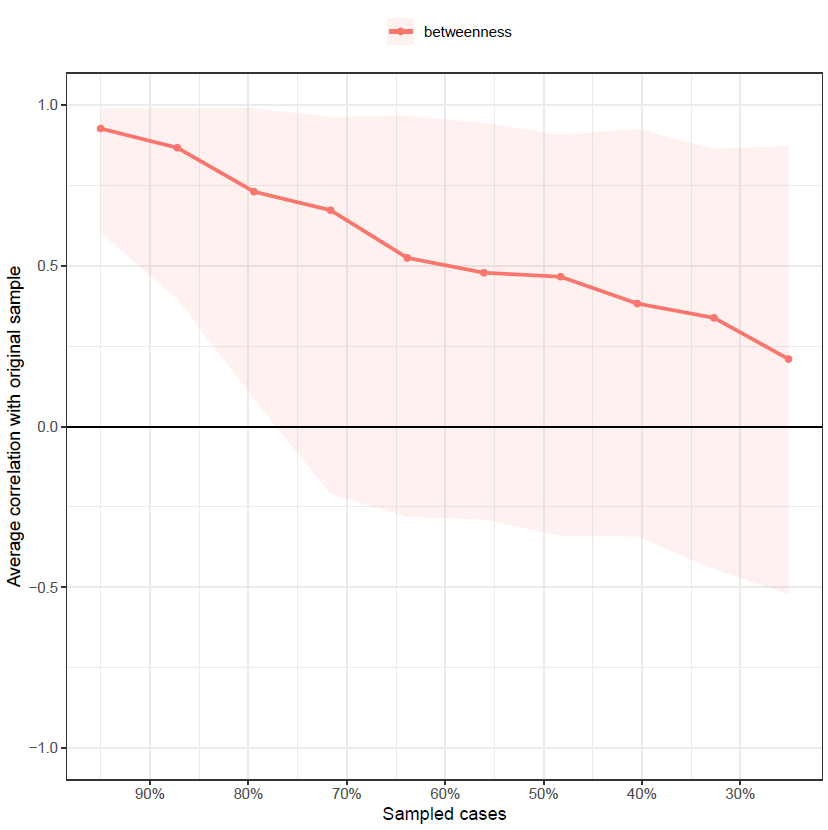 betweenness
1.0
0.5
0.0
−0.5
−1.0
Average correlation with original sample
90% 80% 70% 60% 50% 40% 30%
Sampled cases